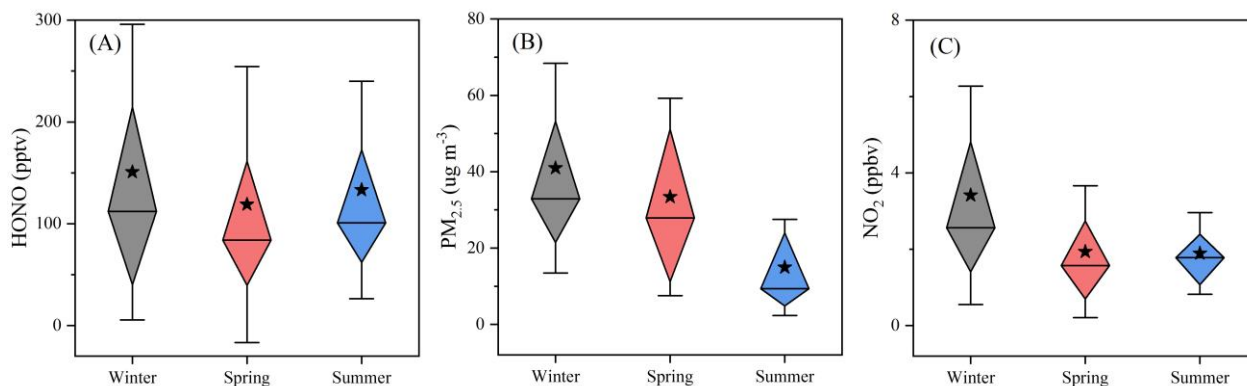 (A)
HONO (pptv)
300
200
100
0
Winter
Spring
Summer
(B)
PM2.5 (ug m-3)
80
60
40
20
0
Winter
Spring
Summer
(C)
NO2 (ppbv)
8
4
0
Winter
Spring
Summer